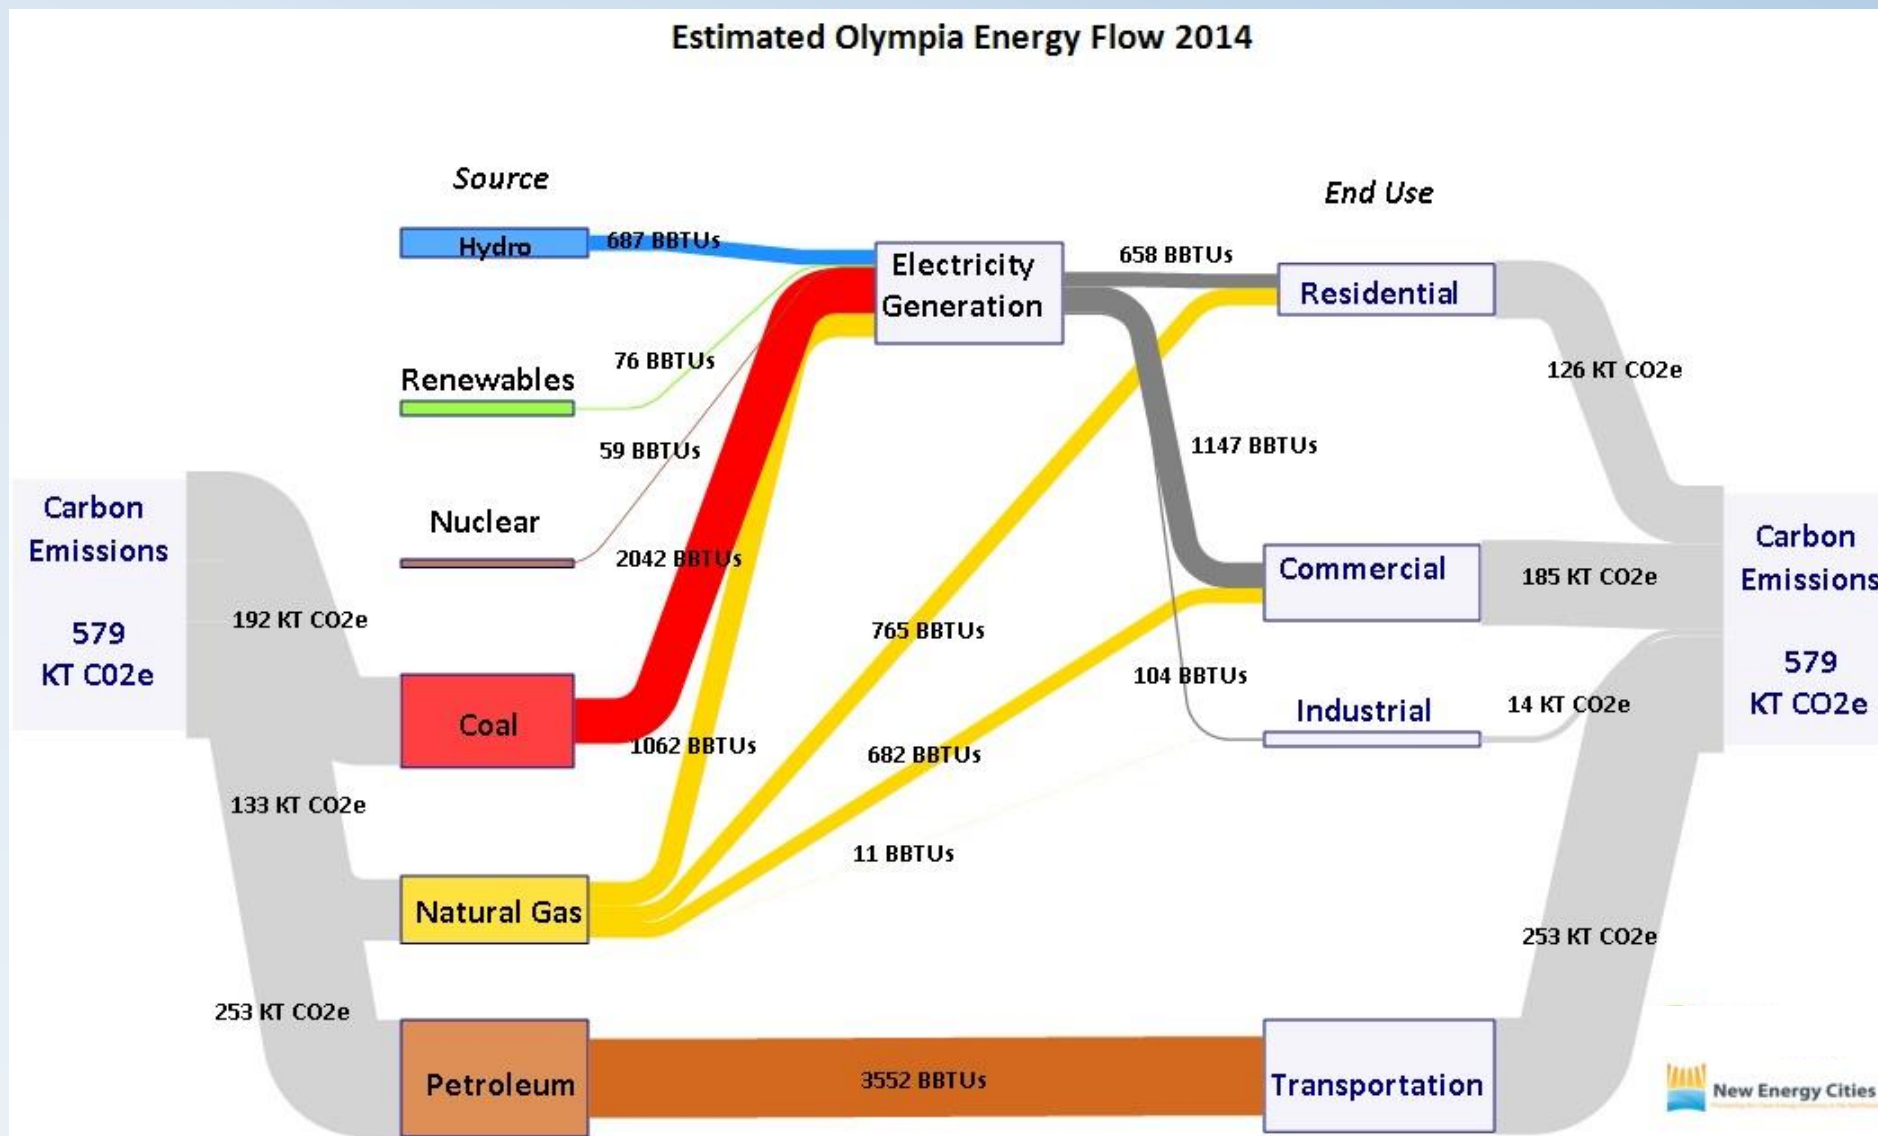 Estimated Olympia Energy Flow 2014
Source
End Use
Hydro
687 BBTUs
Electricity
Generation
658 BBTUs
Residential
Renewables
76 BBTUs
126 KT CO2e
59 BBTUs
1147 BBTUs
Nuclear
2042 BBTUs
Carbon
Emissions
579
KT C02e
192 KT CO2e
Commercial
185 KT CO2e
Carbon
Emissions
579
KT CO2e
765 BBTUs
104 BBTUs
Industrial
14 KT CO2e
Coal
1062 BBTUs
682 BBTUs
133 KT CO2e
11 BBTUs
Natural Gas
253 KT CO2e
253 KT CO2e
Petroleum
3552 BBTUs
Transportation
New Energy Cities